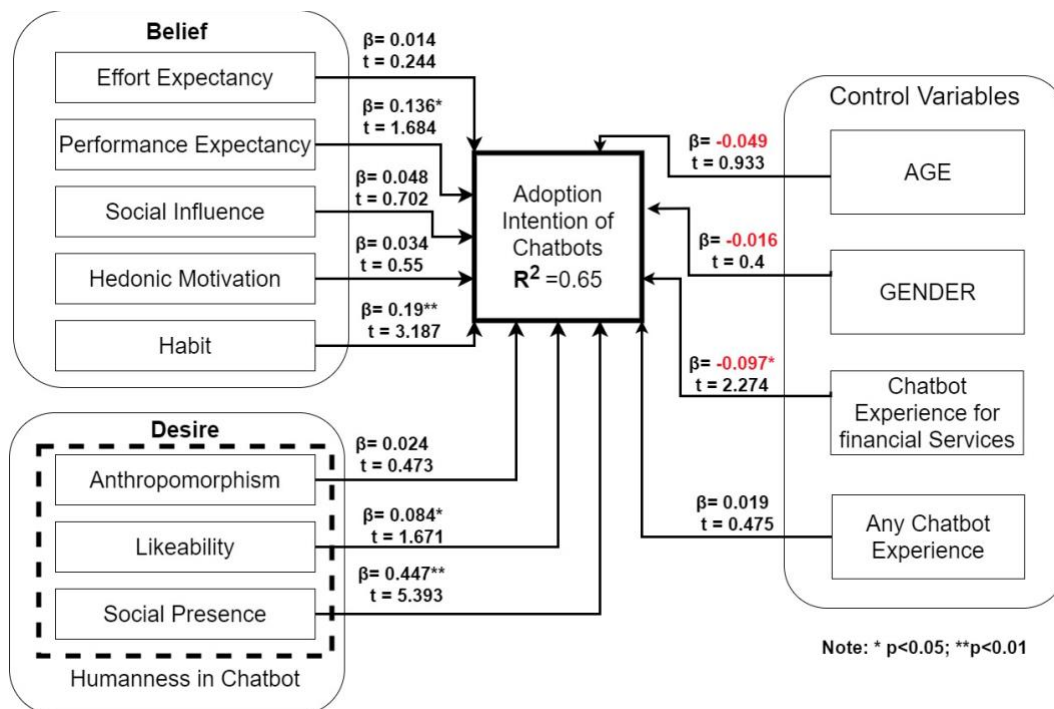 Belief
Effort Expectancy
β= 0.014
t = 0.244
Performance Expectancy
β= 0.136*
t = 1.684
Social Influence
β= 0.048
t = 0.702
Hedonic Motivation
β= 0.034
t = 0.55
Habit
β= 0.19**
t = 3.187
Desire
Anthropomorphism
β= 0.024
t = 0.473
Likeability
β= 0.084*
t = 1.671
Social Presence
β= 0.447**
t = 5.393
Humanness in Chatbot
Adoption
Intention of
Chatbots
R² =0.65
Control Variables
β= -0.049
t = 0.933
AGE
β= -0.016
t = 0.4
GENDER
β= -0.097*
t = 2.274
Chatbot
Experience for
financial Services
β= 0.019
t = 0.475
Any Chatbot
Experience
Note: * p<0.05; **p<0.01